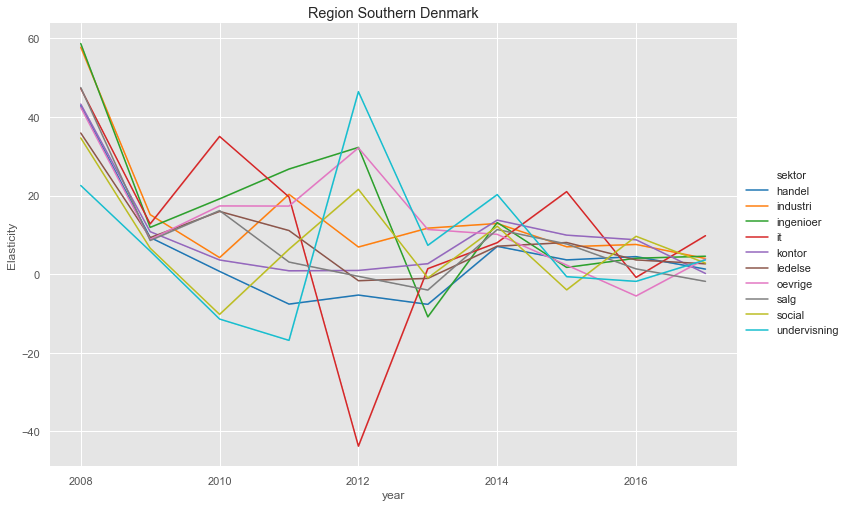 Region Southern Denmark
60
40
20
0
−20
−40
Elasticity
2008
2010
2012
2014
2016
year
sektor
handel
industri
ingenioer
it
kontor
ledelse
oevrige
salg
social
undervisning